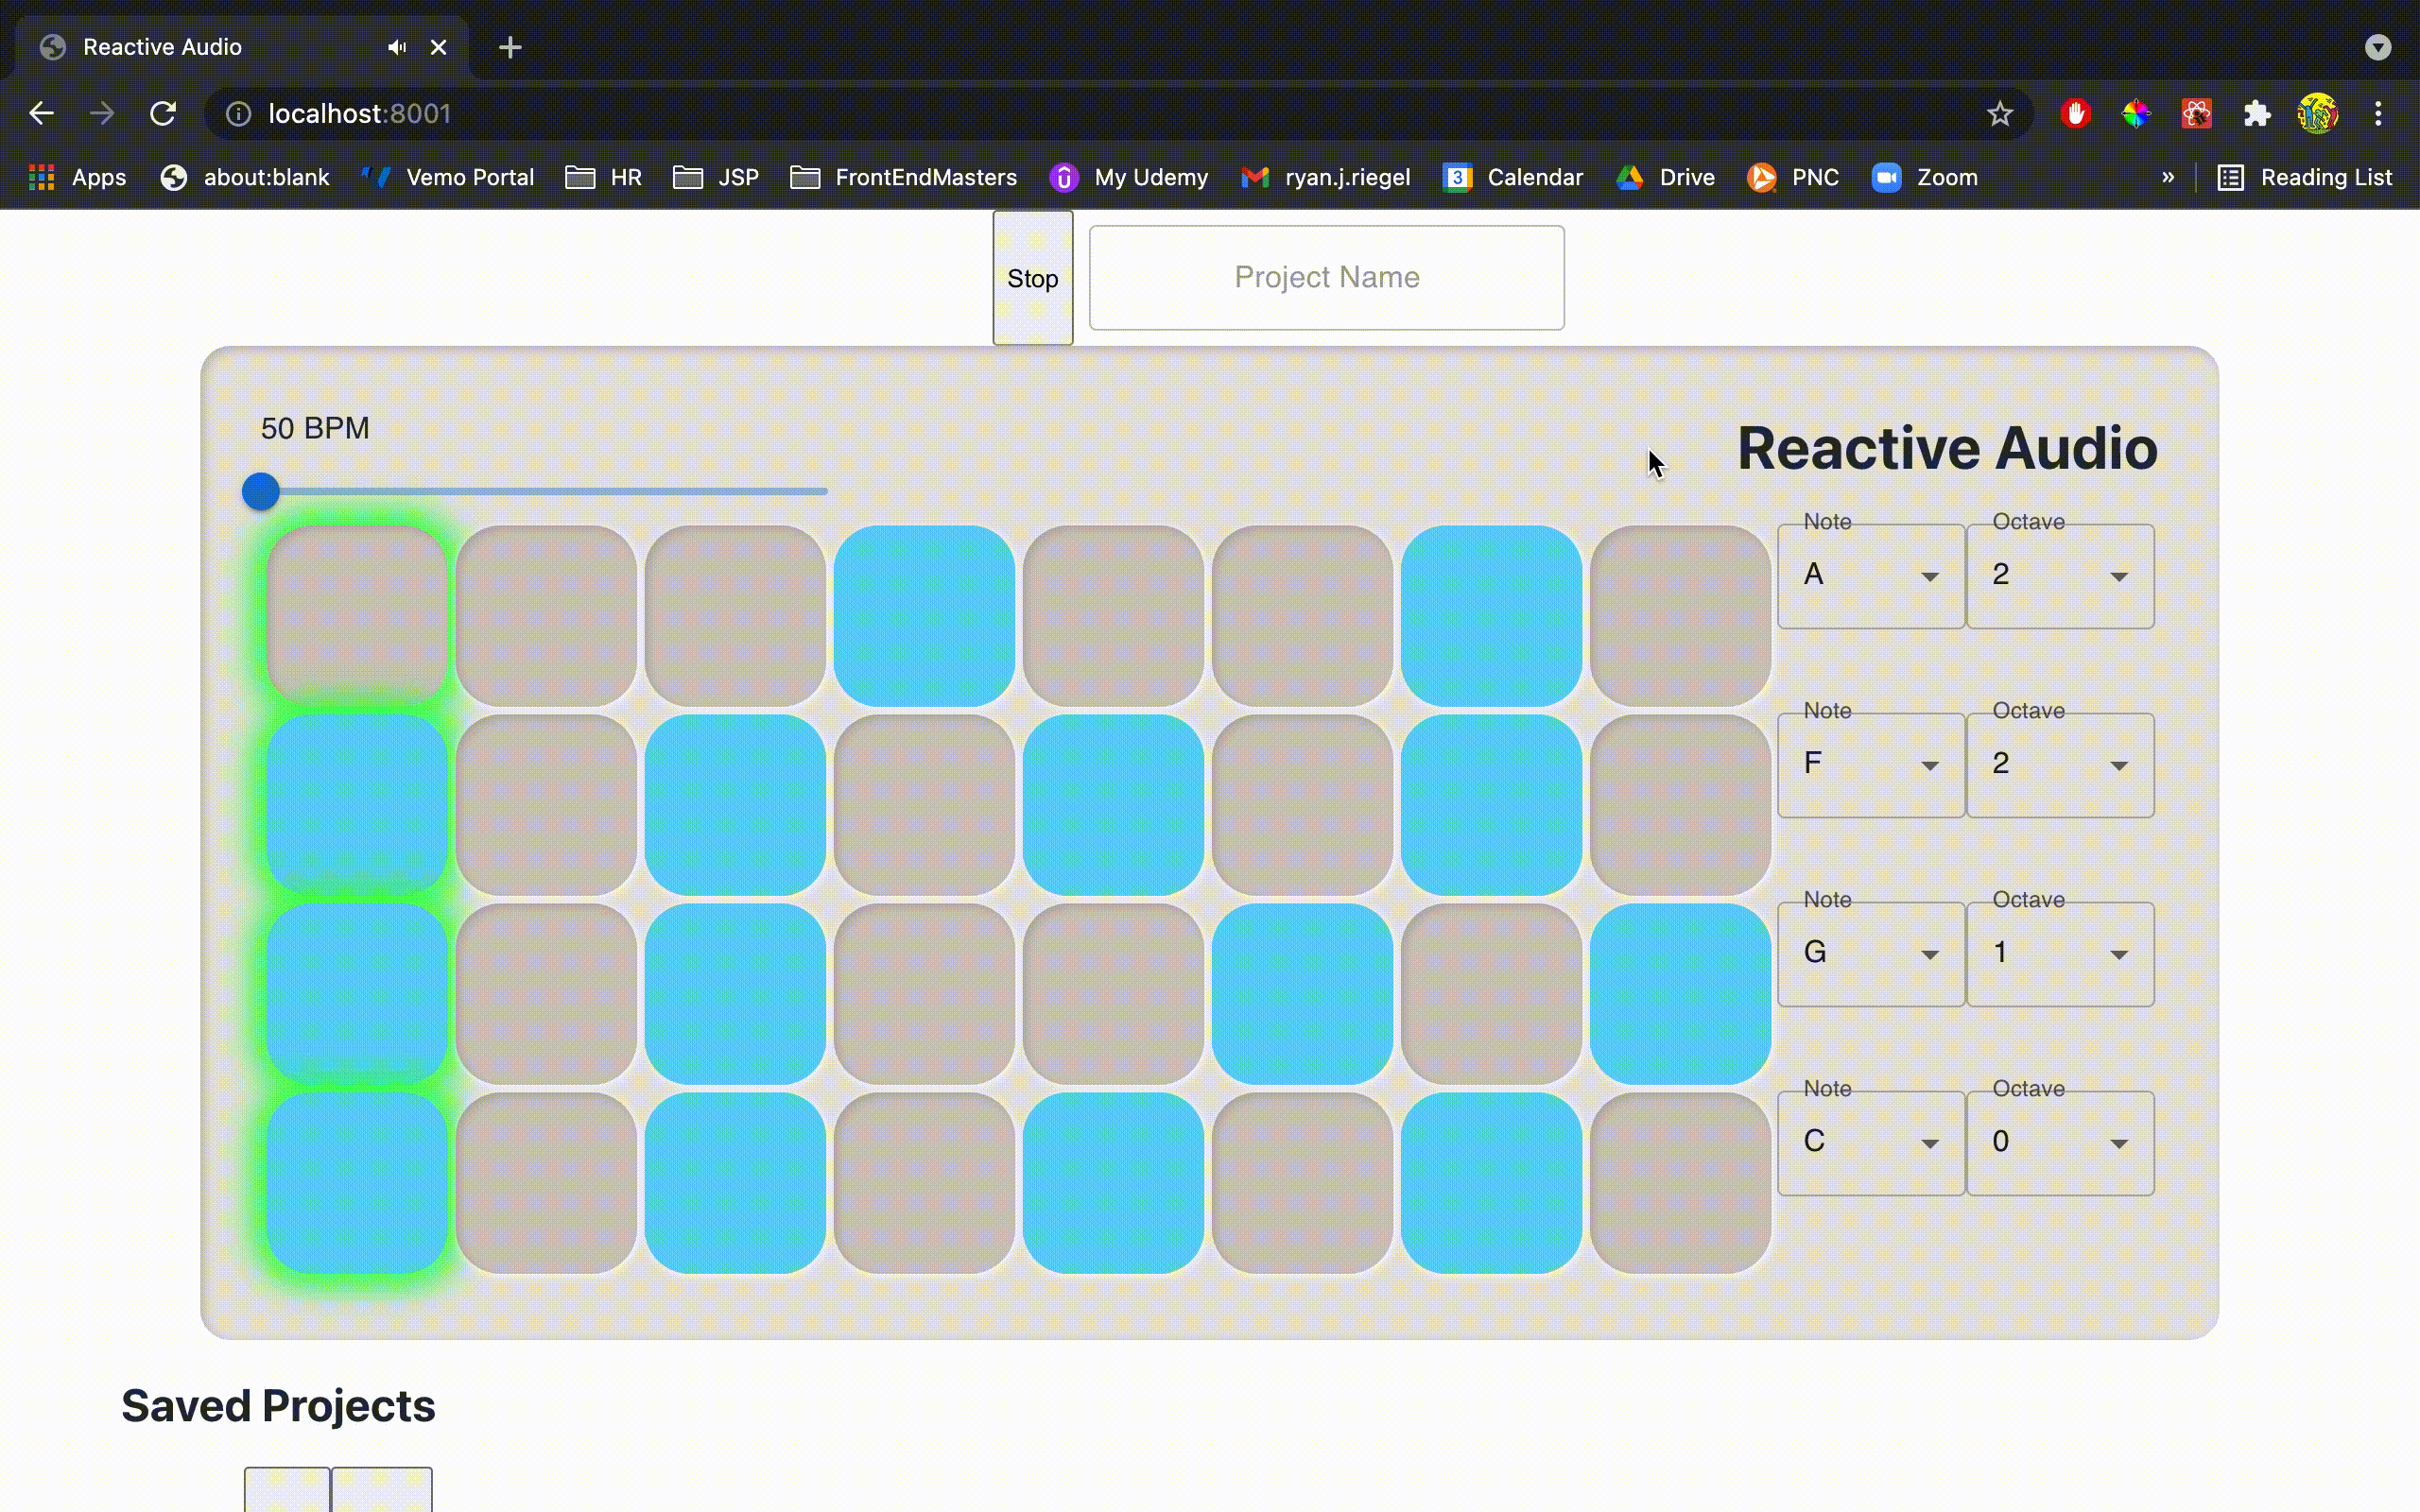 Reactive Audio
localhost:8001
Apps about:blank Vemo Portal HR JSP FrontEndMasters My Udemy ryan.j.riegel 3 Calendar Drive PNC Zoom » Reading List
Stop Project Name
50 BPM
Reactive Audio
Note Octave
A 2
Note Octave
F 2
Note Octave
G 1
Note Octave
C 0
Saved Projects